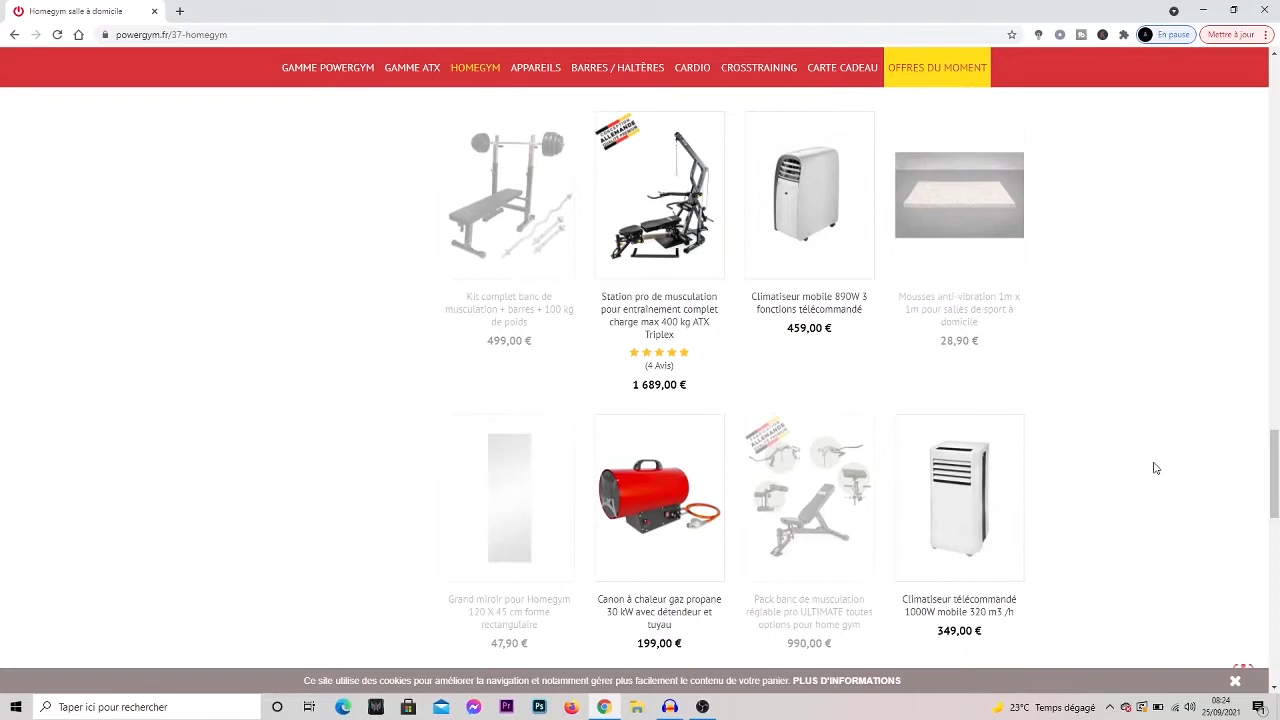 Homegym salle à domicile
powergym.fr/37-homegym
En pause
Mettre à jour
GAMME POWERGYM GAMME ATX HOMEGYM APPAREILS BARRES / HALTÈRES CARDIO CROSSTRAINING CARTE CADEAU OFFRES DU MOMENT
ALLEMANDE
Kit complet banc de
musculation + barres + 100 kg
de poids
499,00 €
Station pro de musculation
pour entraînement complet
charge max 400 kg ATX
Triplex
(4 Avis)
1 689,00 €
Climatiseur mobile 890W 3
fonctions télécommandé
459,00 €
Mousses anti-vibration 1m x
1m pour salles de sport à
domicile
28,90 €
ALLEMANDE
Grand miroir pour Homegym
120 X 45 cm forme
rectangulaire
47,90 €
Canon à chaleur gaz propane
30 kW avec détendeur et
tuyau
199,00 €
Pack banc de musculation
réglable pro ULTIMATE toutes
options pour home gym
990,00 €
Climatiseur télécommandé
1000W mobile 320 m3 /h
349,00 €
Ce site utilise des cookies pour améliorer la navigation et notamment gérer plus facilement le contenu de votre panier. PLUS D'INFORMATIONS
Taper ici pour rechercher
23°C Temps dégagé
08:24
25/09/2021